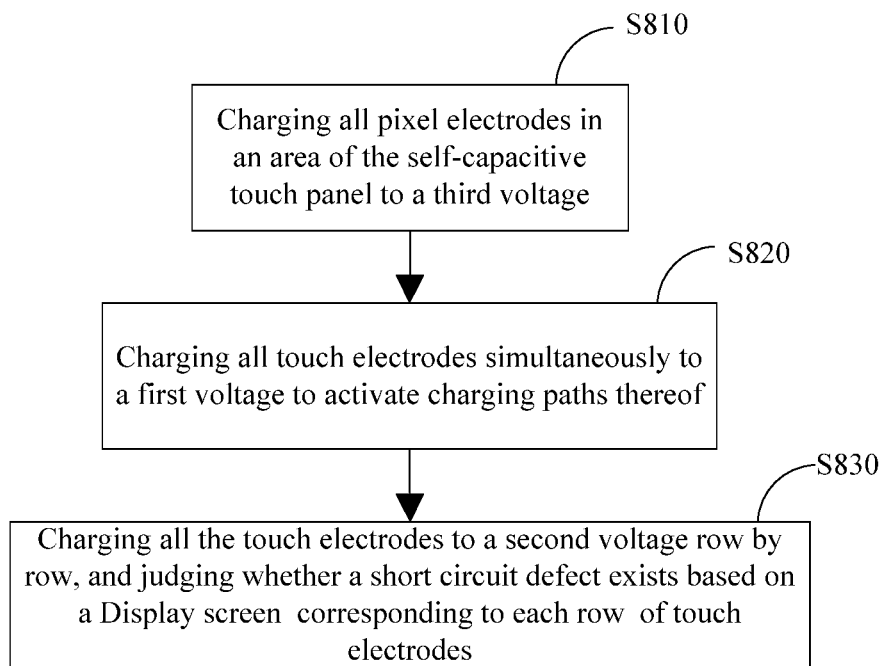 S810
Charging all pixel electrodes in
an area of the self-capacitive
touch panel to a third voltage
S820
Charging all touch electrodes simultaneously to
a first voltage to activate charging paths thereof
S830
Charging all the touch electrodes to a second voltage row by
row, and judging whether a short circuit defect exists based on
a Display screen corresponding to each row of touch
electrodes